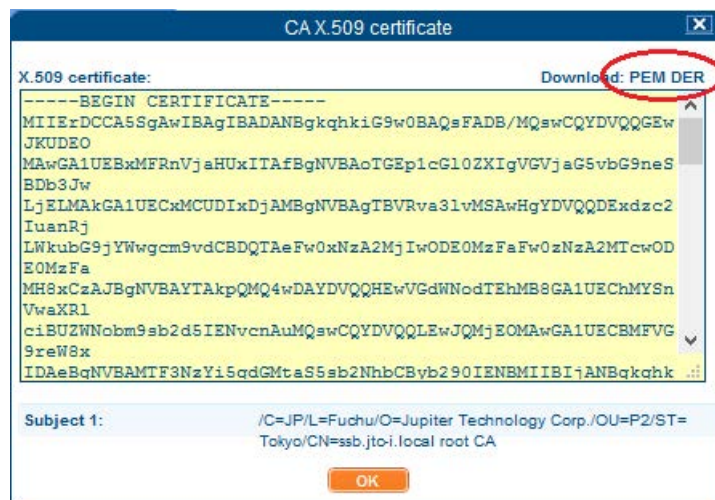 CA X.509 certificate
X.509 certificate:
Download: PEM DER
-----BEGIN CERTIFICATE-----
MIIErDCCA5SgAwIBAgIBADANBgkqhkiG9w0BAQsFADB/MQswCQYDVQQGEw
JKUDEO
MAwGA1UEBxMFRnVjaHUxITAfBgNVBAoTGEp1cGl0ZXIgVGVjaG5vbG9neS
BDb3Jw
LjELMAkGA1UECxMCUDIxDjAMBgNVBAgTBVRva3lvMSAwHgYDVQQDExdzc2
IuanRj
LWkubG9jYWwgcm9vdCBDQTAeFw0xNzA2MjIwODE0MzFaFw0zNzA2MTcwOD
E0MzFa
MH8xCzAJBgNVBAYTAkpQMQ4wDAYDVQQHEwVGdWNodTEhMB8GA1UEChMYSn
VwaXRl
ciBUZWNobm9sb2d5IENvcnAuMQswCQYDVQQLEwJQMjEOMAwGA1UECBMFVG
9reW8x
IDAeBgNVBAMTF3NzYi5qdGMtaS5sb2NhbCByb290IENBMIIBIjANBgkqhk
Subject 1:
/C=JP/L=Fuchu/O=Jupiter Technology Corp./OU=P2/ST=
Tokyo/CN=ssb.jto-i.local root CA
OK